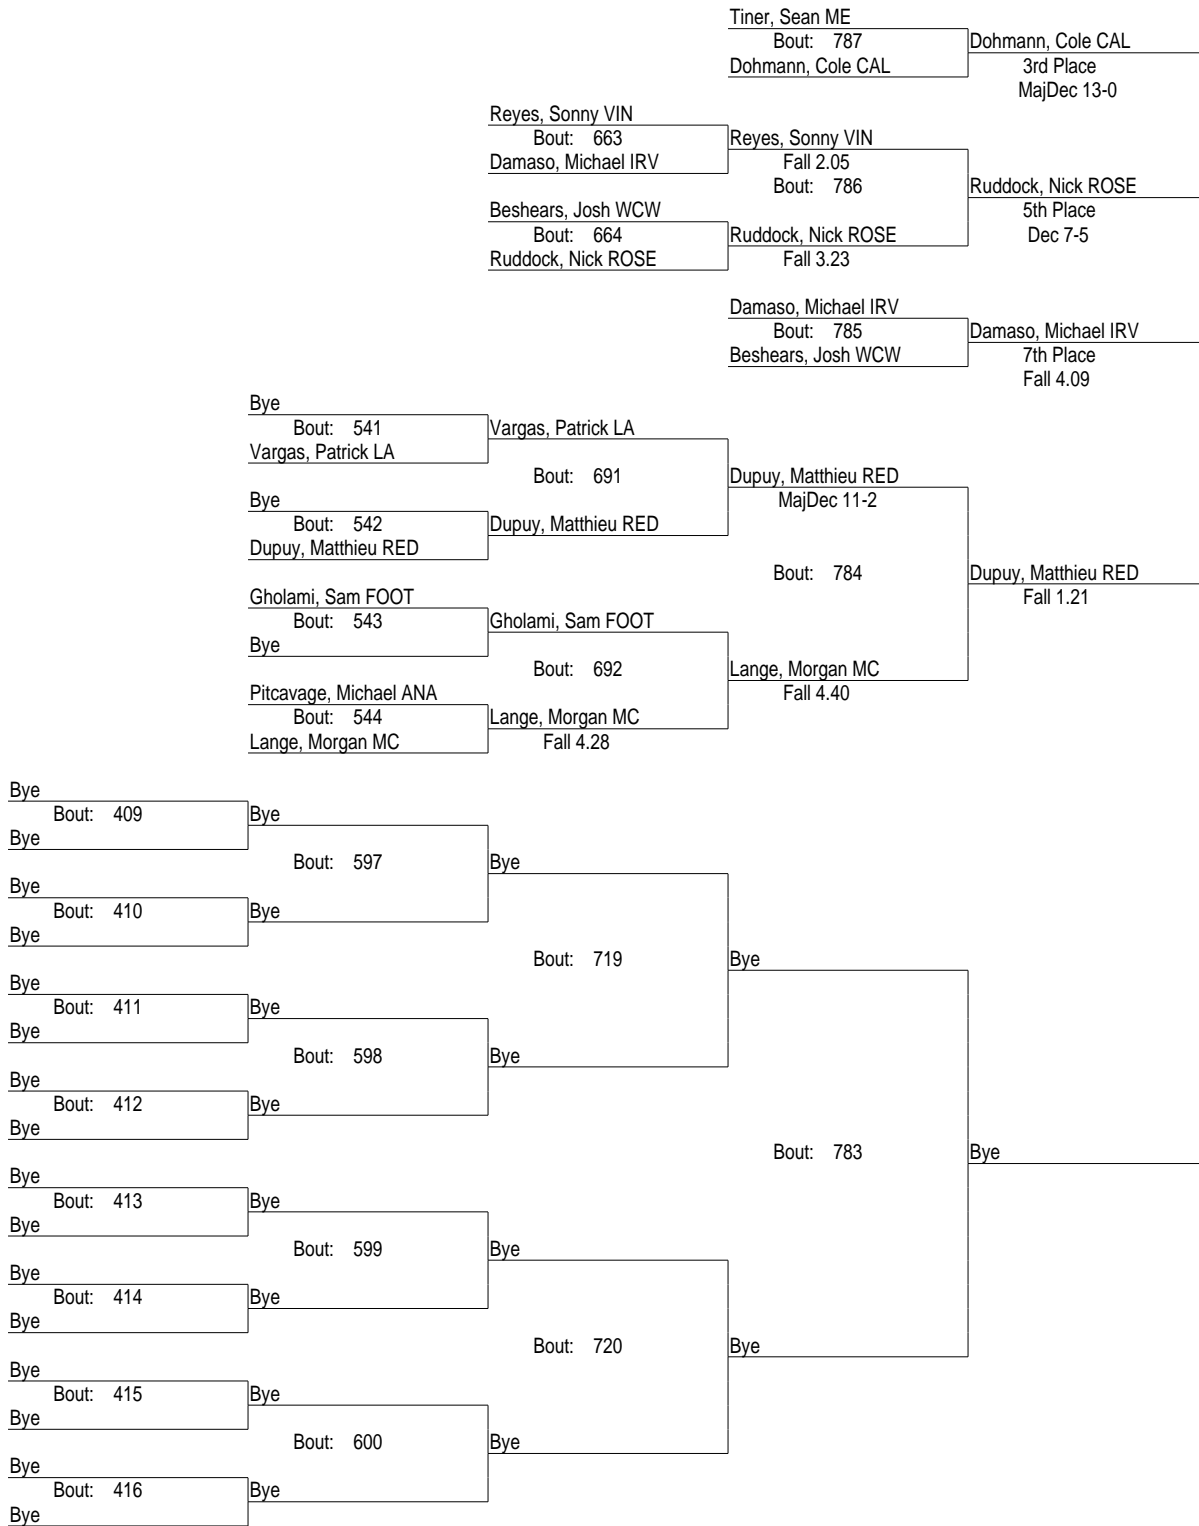 Tiner, Sean ME
Bout: 787
Dohmann, Cole CAL
Dohmann, Cole CAL
3rd Place
MajDec 13-0
Reyes, Sonny VIN
Bout: 663
Damaso, Michael IRV
Reyes, Sonny VIN
Fall 2.05
Bout: 786
Ruddock, Nick ROSE
5th Place
Dec 7-5
Beshears, Josh WCW
Bout: 664
Ruddock, Nick ROSE
Ruddock, Nick ROSE
Fall 3.23
Damaso, Michael IRV
Bout: 785
Beshears, Josh WCW
Damaso, Michael IRV
7th Place
Fall 4.09
Bye
Bout: 541
Vargas, Patrick LA
Vargas, Patrick LA
Bout: 691
Dupuy, Matthieu RED
MajDec 11-2
Bye
Bout: 542
Dupuy, Matthieu RED
Dupuy, Matthieu RED
Bout: 784
Dupuy, Matthieu RED
Fall 1.21
Gholami, Sam FOOT
Bout: 543
Bye
Gholami, Sam FOOT
Bout: 692
Lange, Morgan MC
Fall 4.40
Pitcavage, Michael ANA
Bout: 544
Lange, Morgan MC
Lange, Morgan MC
Fall 4.28
Bye
Bout: 409
Bye
Bye
Bout: 597
Bye
Bye
Bout: 410
Bye
Bye
Bout: 719
Bye
Bye
Bout: 411
Bye
Bye
Bout: 598
Bye
Bye
Bout: 412
Bye
Bye
Bout: 783
Bye
Bye
Bout: 413
Bye
Bye
Bout: 599
Bye
Bye
Bout: 414
Bye
Bye
Bout: 720
Bye
Bye
Bout: 415
Bye
Bye
Bout: 600
Bye
Bye
Bout: 416
Bye
Bye